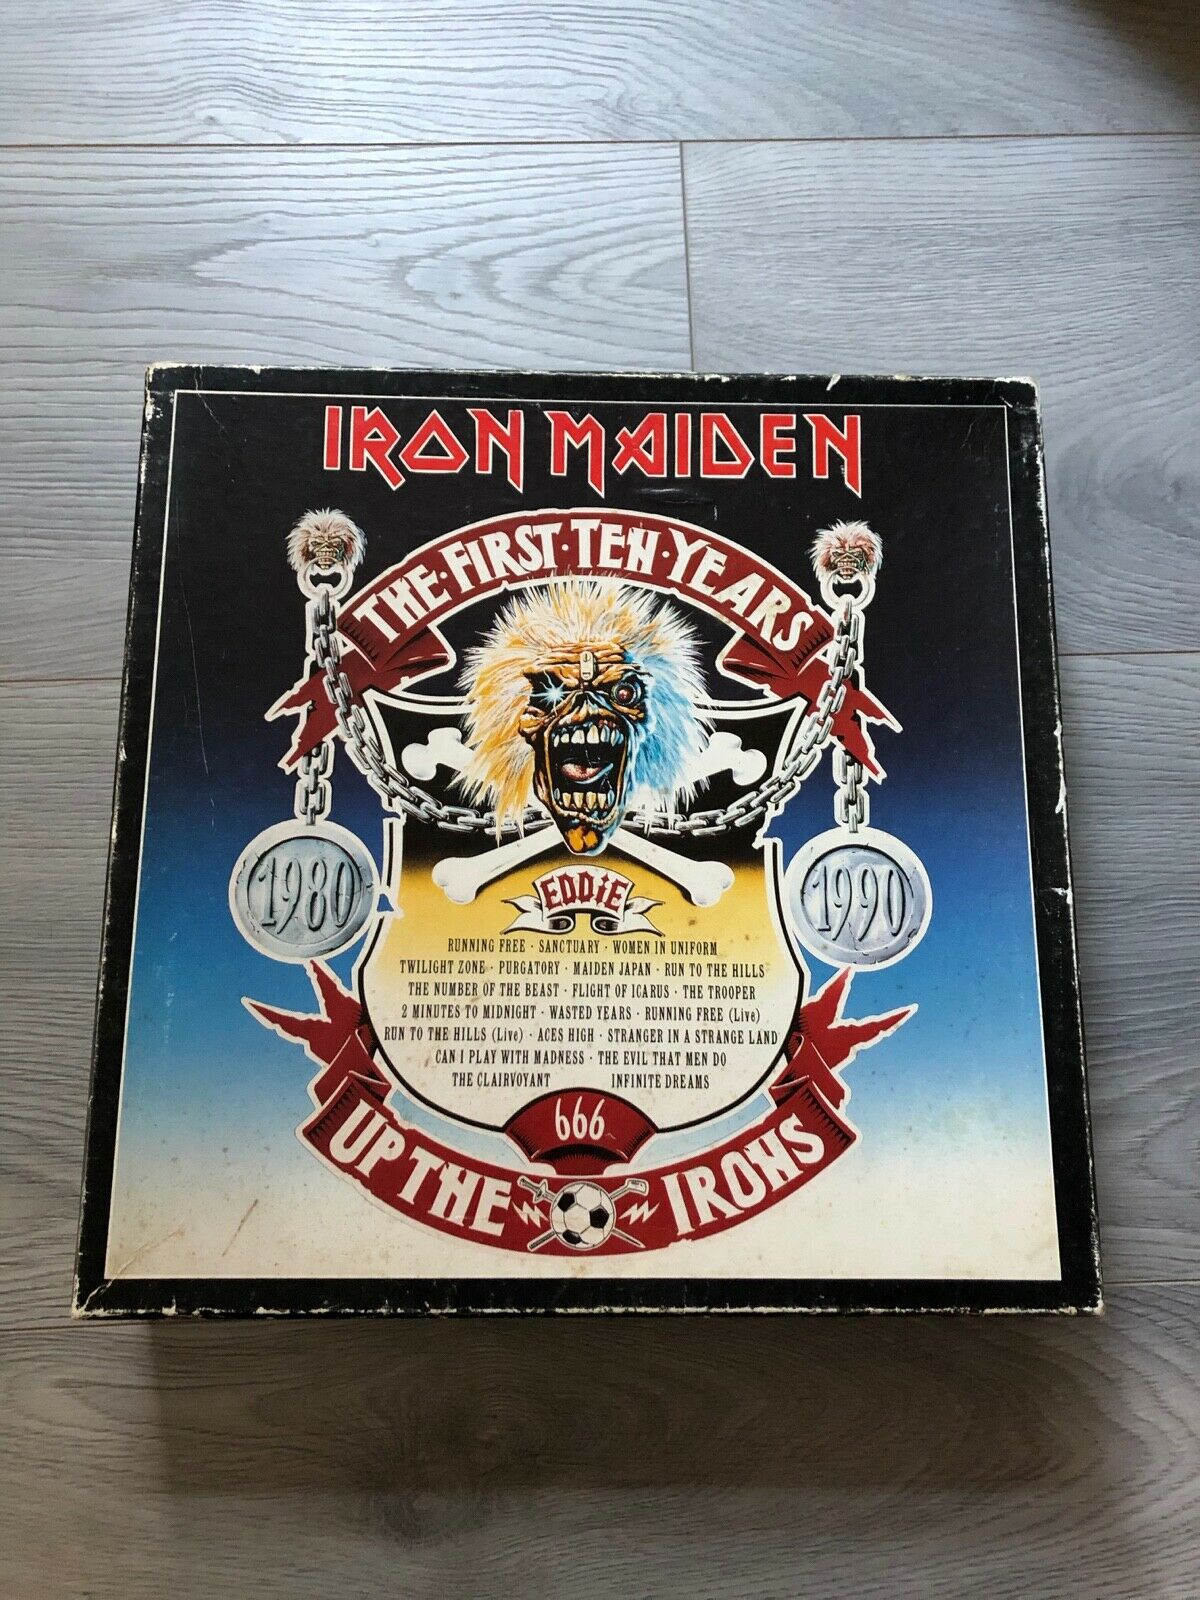 IRON MAIDEN
THE · FIRST · TEN · YEARS
1980
1990
EDDIE
RUNNING FREE · SANCTUARY · WOMEN IN UNIFORM
TWILIGHT ZONE · PURGATORY · MAIDEN JAPAN · RUN TO THE HILLS
THE NUMBER OF THE BEAST · FLIGHT OF ICARUS · THE TROOPER
2 MINUTES TO MIDNIGHT · WASTED YEARS · RUNNING FREE (Live)
RUN TO THE HILLS (Live) · ACES HIGH · STRANGER IN A STRANGE LAND
CAN I PLAY WITH MADNESS · THE EVIL THAT MEN DO
THE CLAIRVOYANT INFINITE DREAMS
666
UP THE IRONS